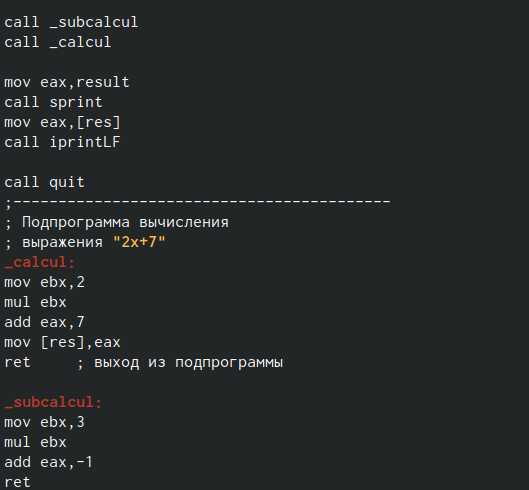 call _subcalcul
call _calcul
mov eax,result
call sprint
mov eax,[res]
call iprintLF
call quit
;------------------------------------------
; Подпрограмма вычисления
; выражения "2x+7"
_calcul:
mov ebx,2
mul ebx
add eax,7
mov [res],eax
ret     ; выход из подпрограммы
_subcalcul:
mov ebx,3
mul ebx
add eax,-1
ret